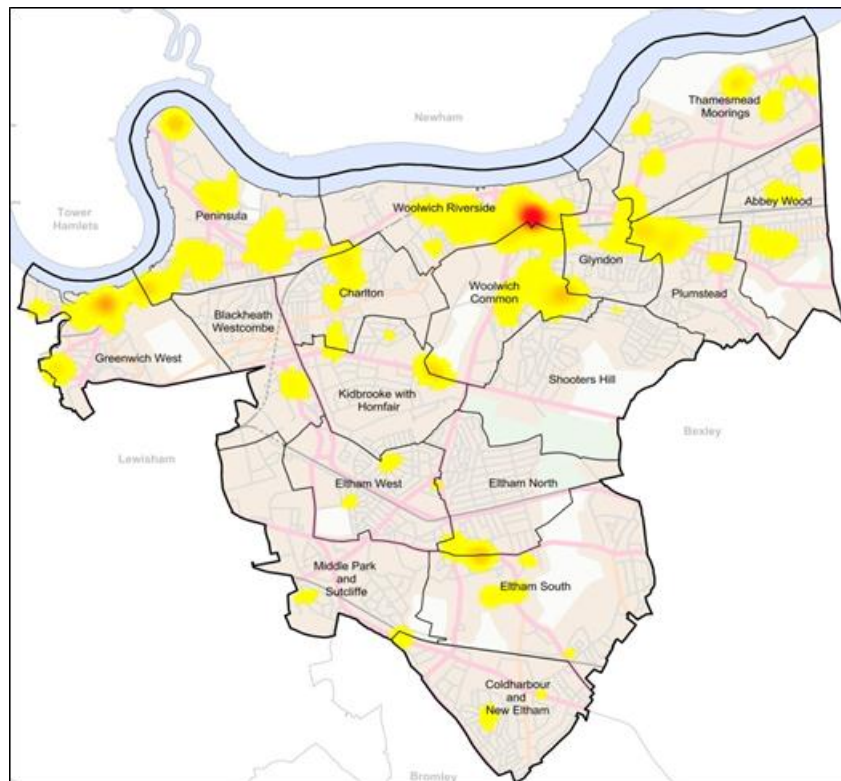 Newham
Thamesmead
Moorings
Tower
Hamlets
Peninsula
Woolwich Riverside
Abbey Wood
Glyndon
Woolwich
Common
Charlton
Plumstead
Blackheath
Westcombe
Greenwich West
Kidbrooke with
Hornfair
Shooters Hill
Bexley
Lewisham
Eltham West
Eltham North
Middle Park
and
Sutcliffe
Eltham South
Coldharbour
and
New Eltham
Bromley